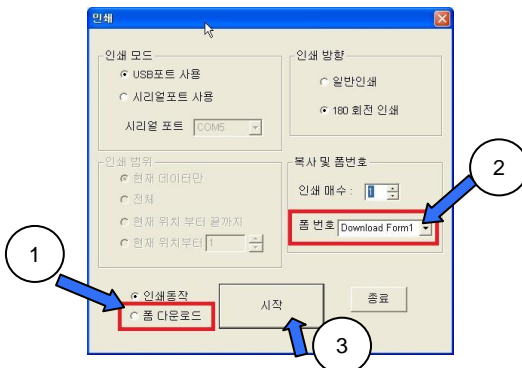 인쇄
인쇄 모드
USB포트 사용
시리얼포트 사용
시리얼 포트 COM5
인쇄 방향
일반인쇄
180 회전 인쇄
인쇄 범위
현재 데이터만
전체
현재 위치 부터 끝까지
현재 위치부터 1
복사 및 폼번호
인쇄 매수 : 1
폼 번호 Download Form1
2
1
인쇄동작
폼 다운로드
시작
종료
3